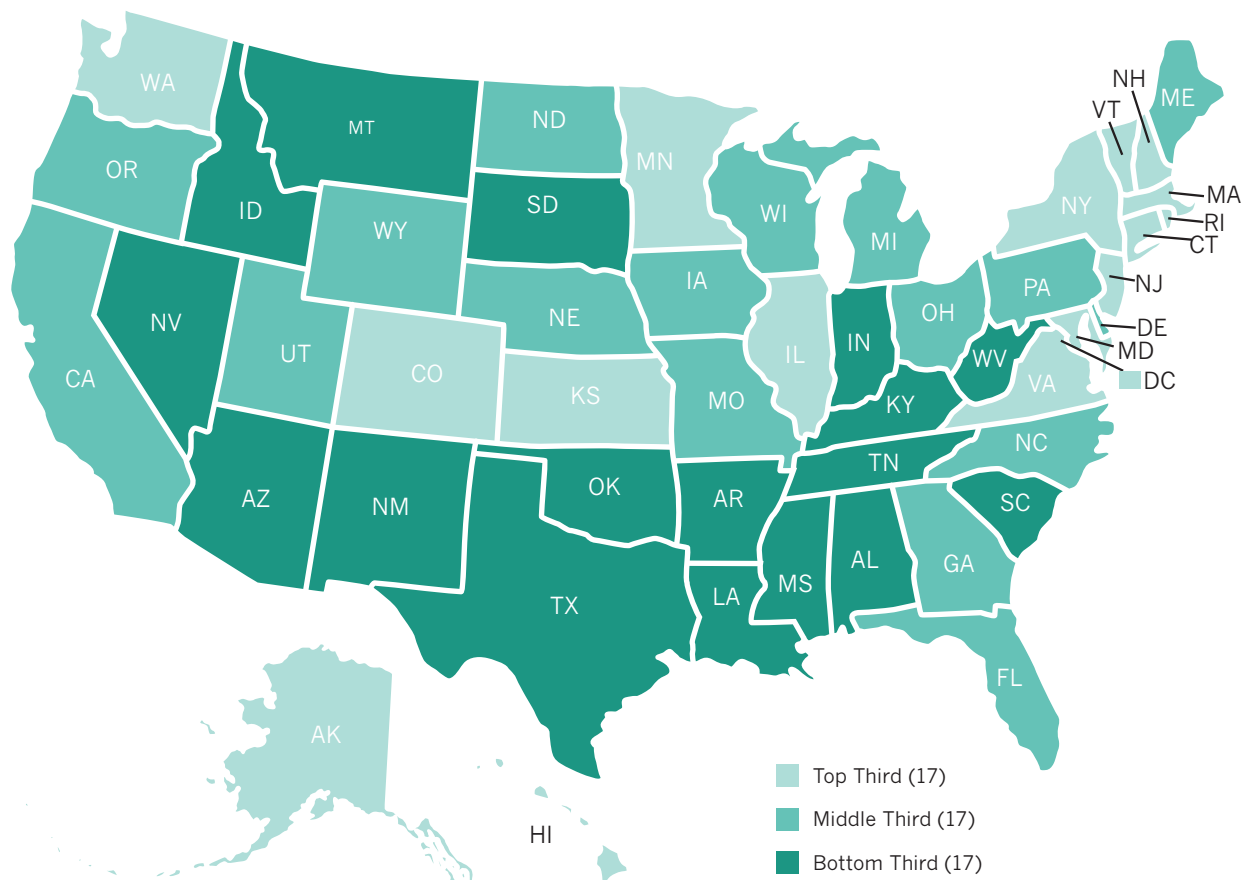 WA
MT
ND
MN
OR
ID
SD
WI
WY
MI
NY
VT
NH
ME
MA
RI
CT
NJ
PA
DE
MD
DC
IA
NE
NV
UT
CO
CA
KS
MO
IL
IN
OH
WV
VA
KY
NC
TN
AZ
NM
OK
AR
SC
MS
AL
GA
LA
TX
FL
AK
HI
Top Third (17)
Middle Third (17)
Bottom Third (17)